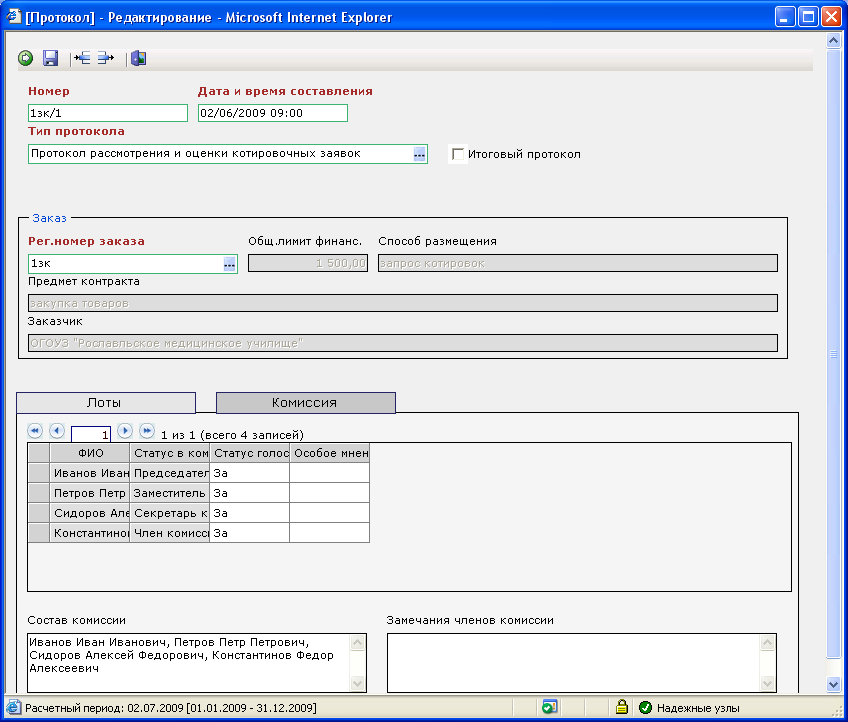 [Протокол] - Редактирование - Microsoft Internet Explorer
Номер Дата и время составления
1зк/1 02/06/2009 09:00
Тип протокола
Протокол рассмотрения и оценки котировочных заявок ... Итоговый протокол
Заказ
Рег.номер заказа Общ.лимит финанс. Способ размещения
1зк ... 1 500,00 запрос котировок
Предмет контракта
закупка товаров
Заказчик
ОГОУЗ "Рославльское медицинское училище"
Лоты Комиссия
1 1 из 1 (всего 4 записей)
ФИО Статус в ком Статус голос Особое мнен
Иванов Иван Председател За
Петров Петр Заместитель За
Сидоров Але Секретарь к За
Константинов Член комисс За
Состав комиссии Замечания членов комиссии
Иванов Иван Иванович, Петров Петр Петрович,
Сидоров Алексей Федорович, Константинов Федор
Алексеевич
Расчетный период: 02.07.2009 [01.01.2009 - 31.12.2009] Надежные узлы